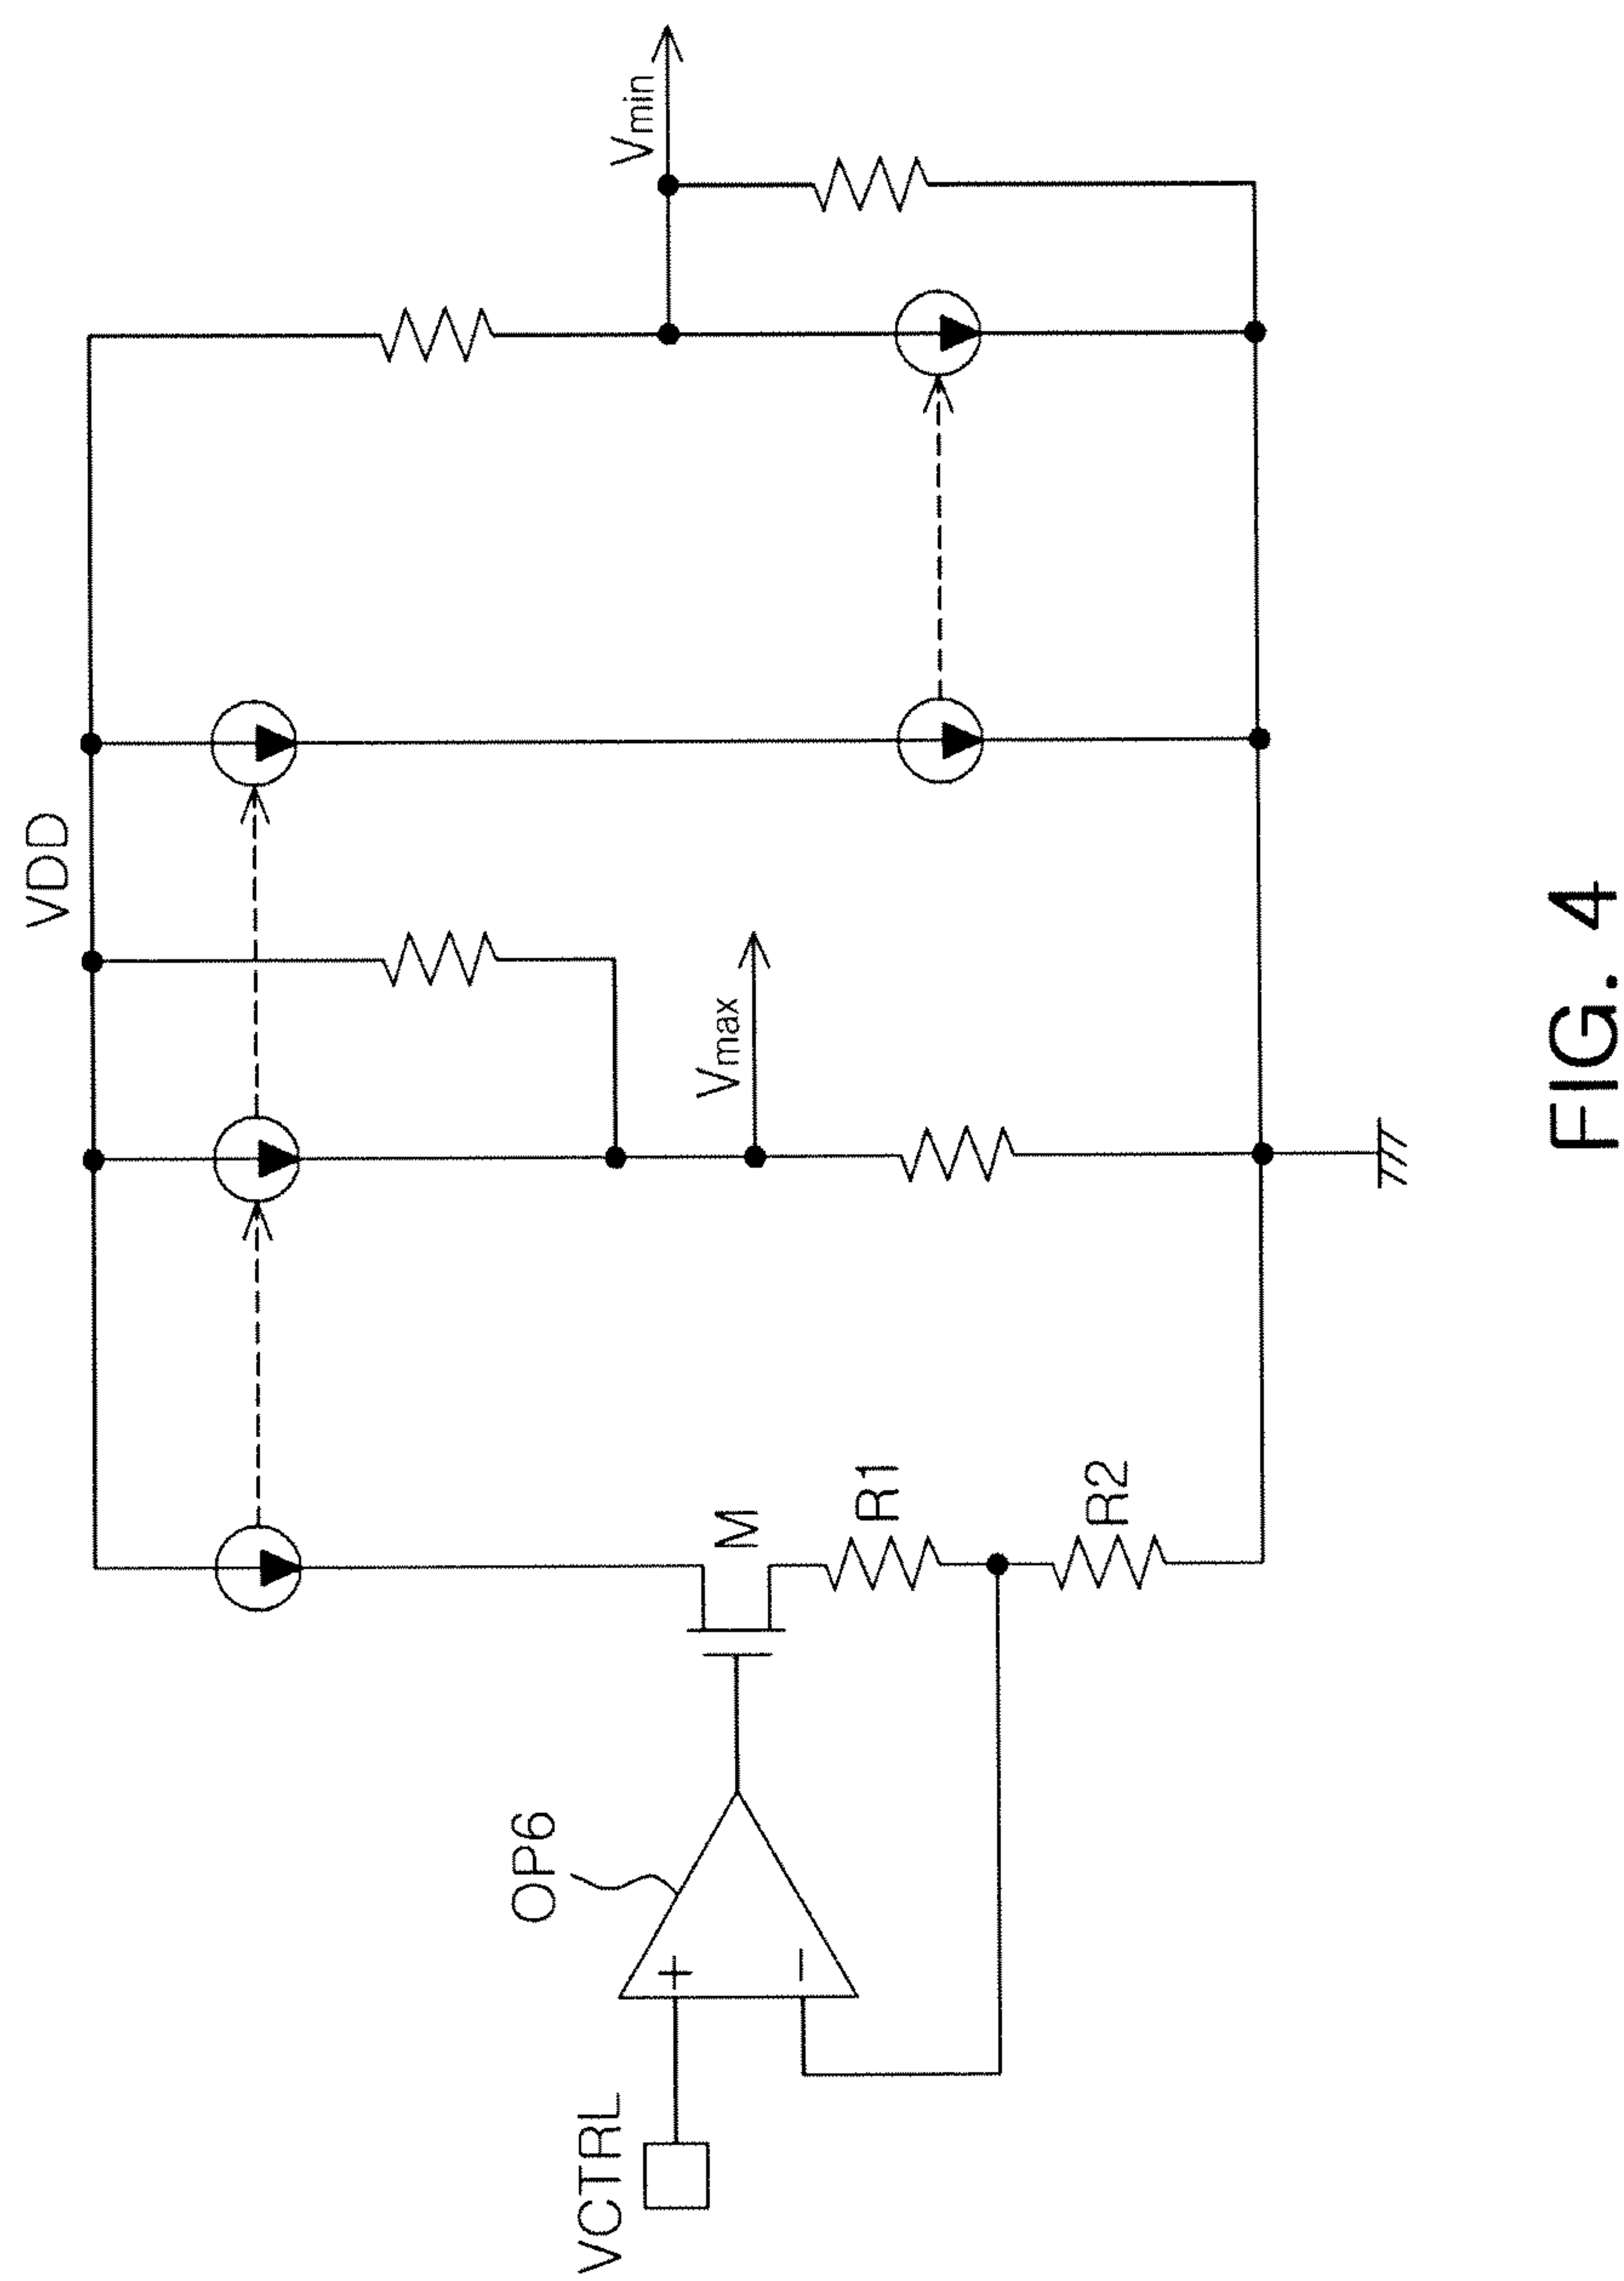 VDD
Vmin
Vmax
OP6
+
−
VCTRL
M
R1
R2
FIG. 4